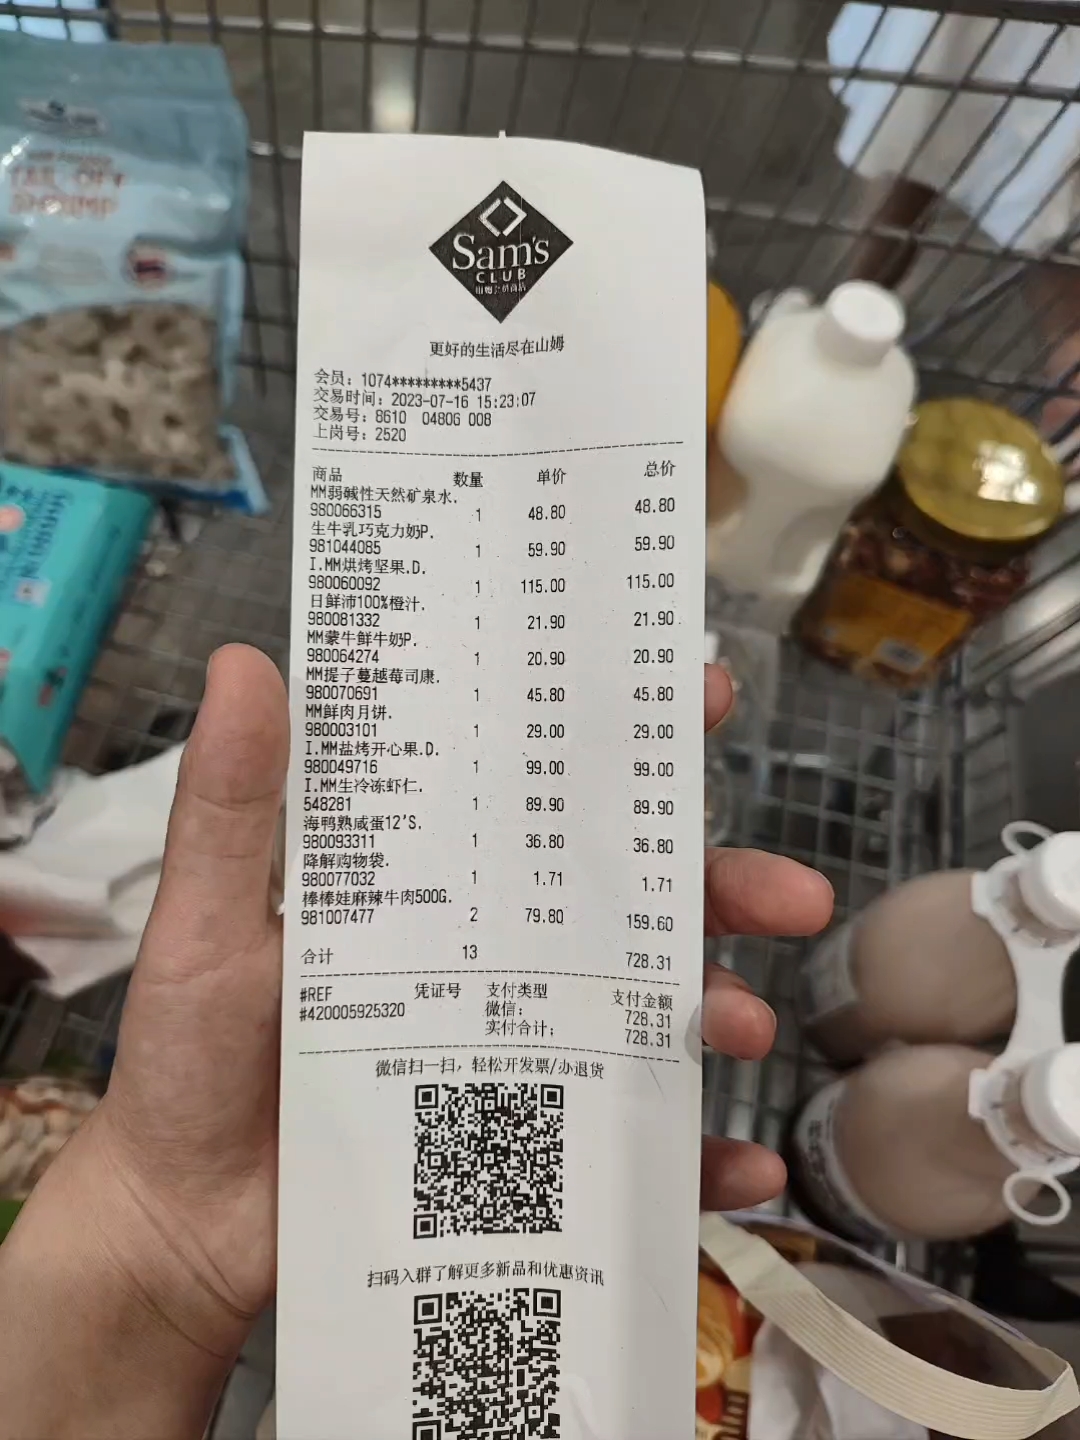 TAIL OFF
SHRIMP
Sam's
CLUB
山姆会员商店
更好的生活尽在山姆
会员: 1074*********5437
交易时间: 2023-07-16 15:23:07
交易号: 8610 04806 008
上岗号: 2520
商品 数量 单价 总价
MM弱碱性天然矿泉水.
980066315 1 48.80 48.80
生牛乳巧克力奶P.
981044085 1 59.90 59.90
I.MM烘烤坚果.D.
980060092 1 115.00 115.00
日鲜沛100%橙汁.
980081332 1 21.90 21.90
MM蒙牛鲜牛奶P.
980064274 1 20.90 20.90
MM提子蔓越莓司康.
980070691 1 45.80 45.80
MM鲜肉月饼.
980003101 1 29.00 29.00
I.MM盐烤开心果.D.
980049716 1 99.00 99.00
I.MM生冷冻虾仁.
548281 1 89.90 89.90
海鸭熟咸蛋12'S.
980093311 1 36.80 36.80
降解购物袋.
980077032 1 1.71 1.71
棒棒娃麻辣牛肉500G.
981007477 2 79.80 159.60
合计 13 728.31
#REF 凭证号 支付类型 支付金额
#420005925320 微信: 728.31
实付合计; 728.31
微信扫一扫，轻松开发票/办退货
扫码入群了解更多新品和优惠资讯